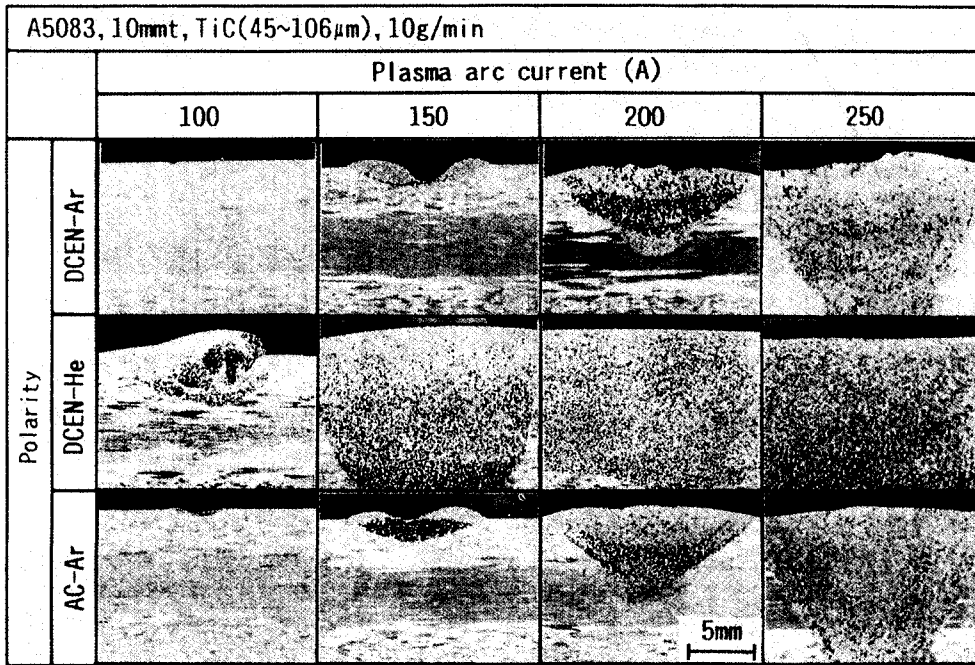 A5083, 10mmt, TiC(45~106μm), 10g/min
Plasma arc current (A)
100 150 200 250
Polarity
DCEN-Ar
DCEN-He
AC-Ar
5mm